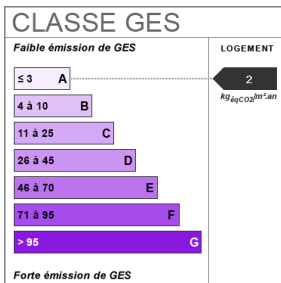 CLASSE GES
Faible émission de GES
LOGEMENT
≤ 3 A
2
kgéqCO2/m².an
4 à 10 B
11 à 25 C
26 à 45 D
46 à 70 E
71 à 95 F
> 95 G
Forte émission de GES